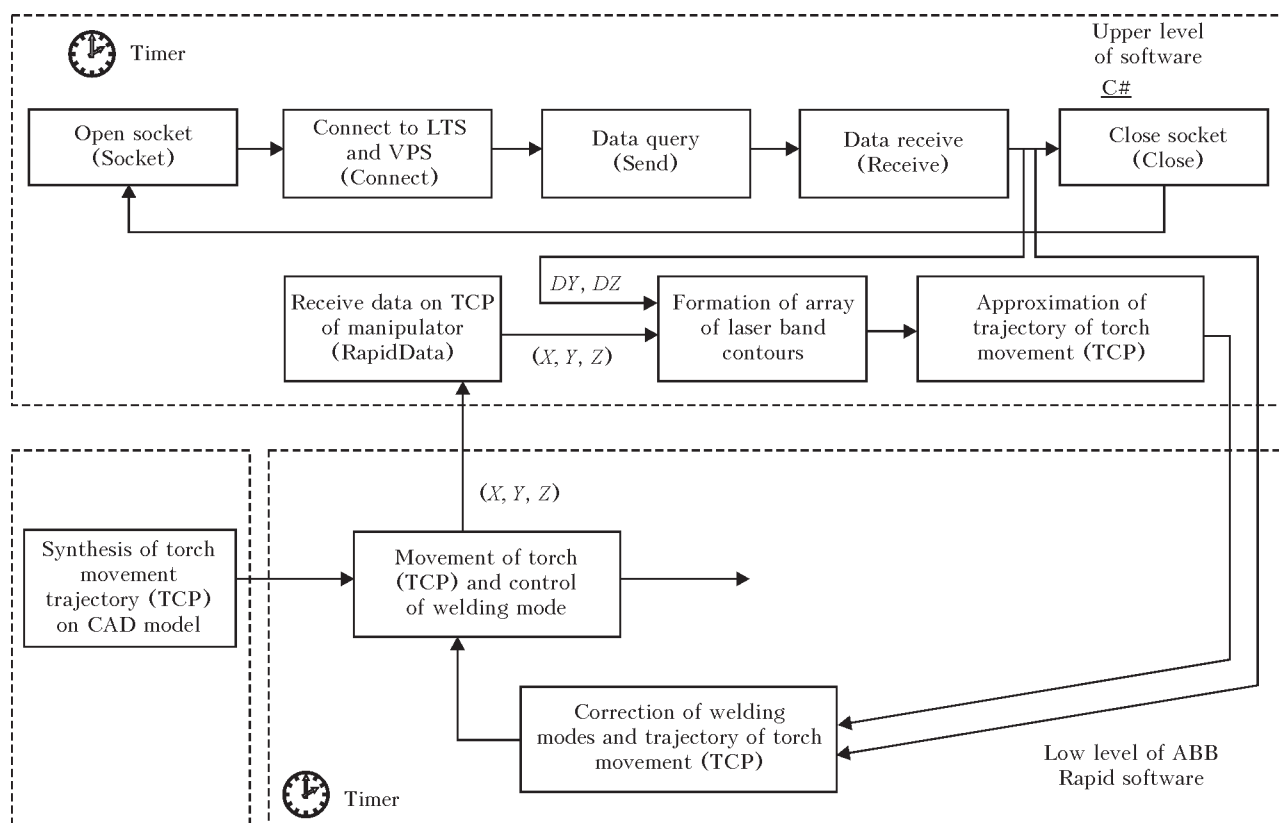 Timer
Upper level
of software
C#
Open socket
(Socket)
Connect to LTS
and VPS
(Connect)
Data query
(Send)
Data receive
(Receive)
Close socket
(Close)
Receive data on TCP
of manipulator
(RapidData)
DY, DZ
(X, Y, Z)
Formation of array
of laser band
contours
Approximation of
trajectory of torch
movement (TCP)
(X, Y, Z)
Synthesis of torch
movement
trajectory (TCP)
on CAD model
Movement of torch
(TCP) and control
of welding mode
Correction of welding
modes and trajectory of torch
movement (TCP)
Low level of ABB
Rapid software
Timer